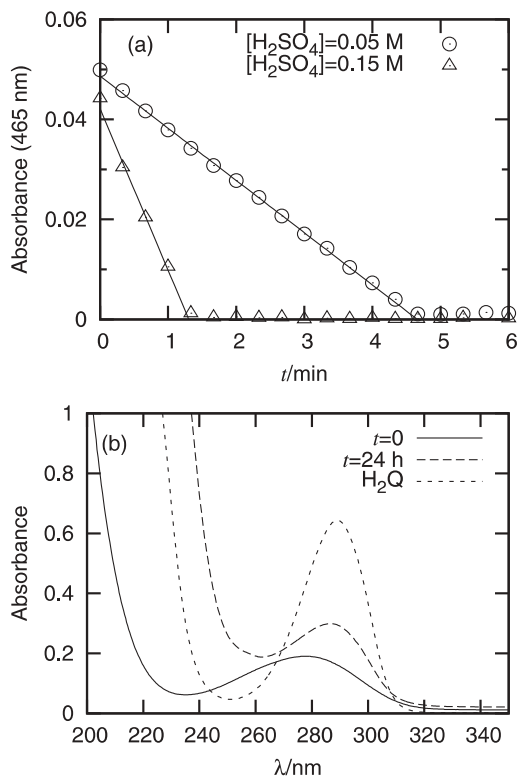 (a)
[H₂SO₄]=0.05 M
[H₂SO₄]=0.15 M
Absorbance (465 nm)
0.06
0.04
0.02
0
0 1 2 3 4 5 6
t/min
(b)
t=0
t=24 h
H₂Q
Absorbance
1
0.8
0.6
0.4
0.2
0
200 220 240 260 280 300 320 340
λ/nm